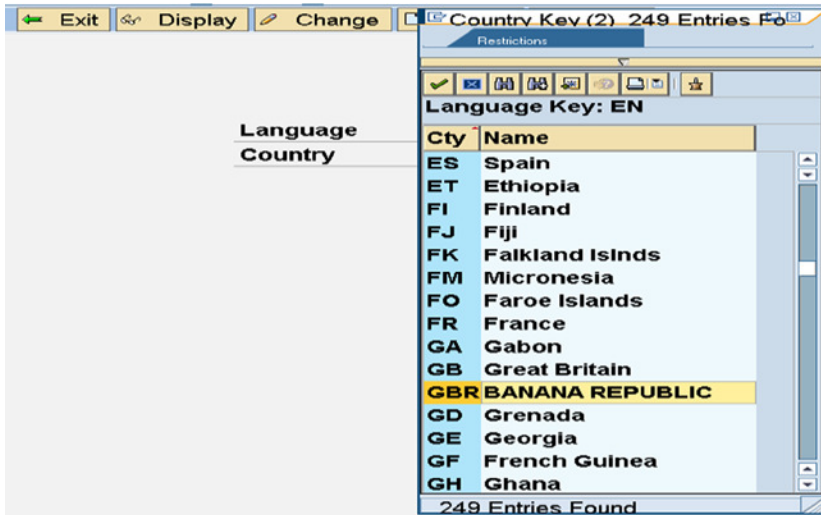 Exit Display Change
Country Key (2) 249 Entries Fo
Restrictions
Language Key: EN
Language
Country
Cty Name
ES Spain
ET Ethiopia
FI Finland
FJ Fiji
FK Falkland Islnds
FM Micronesia
FO Faroe Islands
FR France
GA Gabon
GB Great Britain
GBR BANANA REPUBLIC
GD Grenada
GE Georgia
GF French Guinea
GH Ghana
249 Entries Found